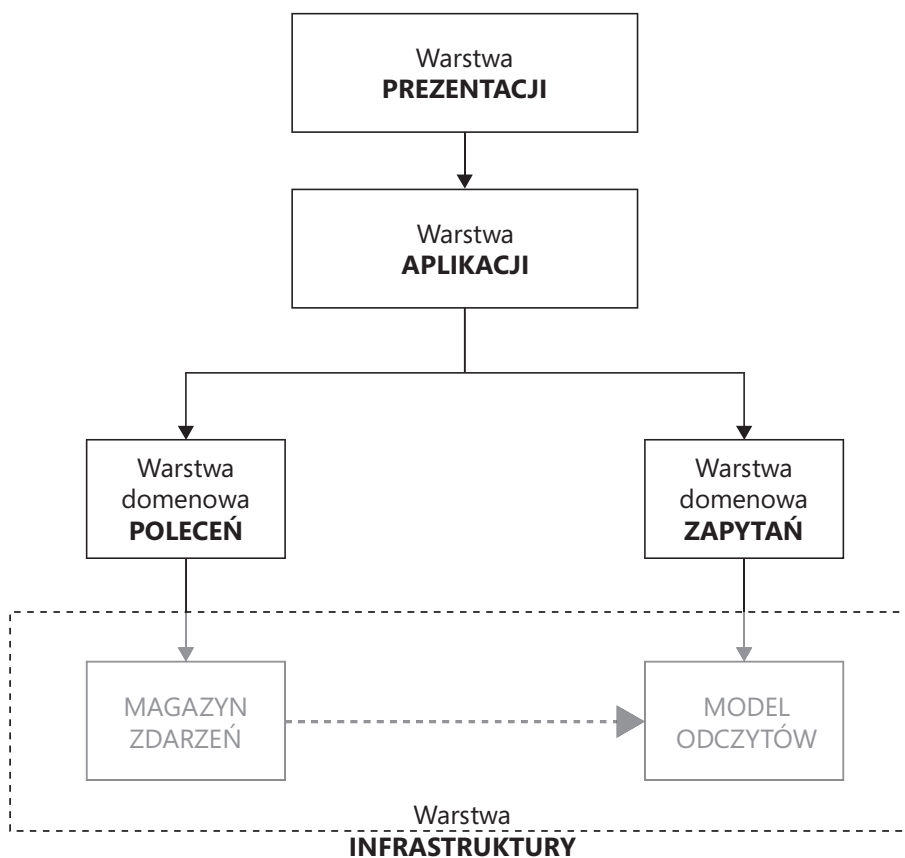 Warstwa
PREZENTACJI
Warstwa
APLIKACJI
Warstwa
domenowa
POLECEŃ
Warstwa
domenowa
ZAPYTAŃ
MAGAZYN
ZDARZEŃ
MODEL
ODCZYTÓW
Warstwa
INFRASTRUKTURY